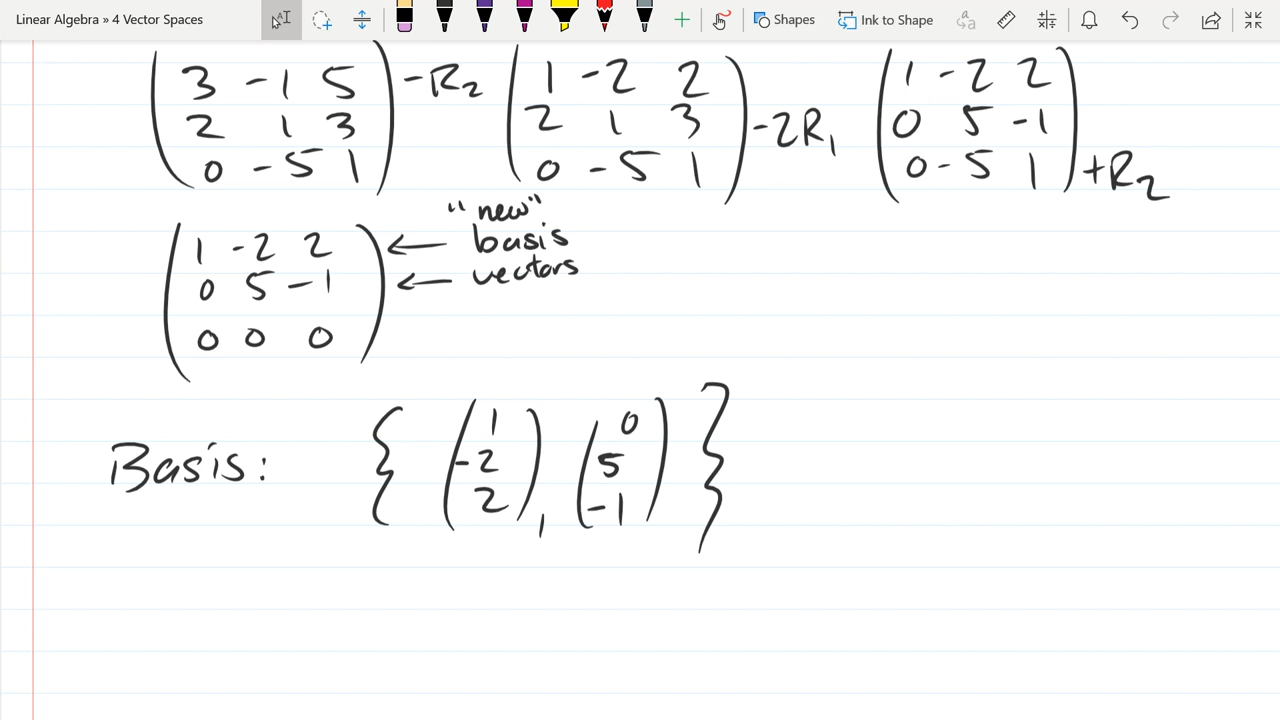 Linear Algebra » 4 Vector Spaces
Shapes
Ink to Shape
3 -1 5
2 1 3
0 -5 1
-R2
1 -2 2
2 1 3
0 -5 1
-2R1
1 -2 2
0 5 -1
0 -5 1
+R2
1 -2 2
0 5 -1
0 0 0
← "new"
← basis
vectors
Basis: { (1 -2 2), (0 5 -1) }